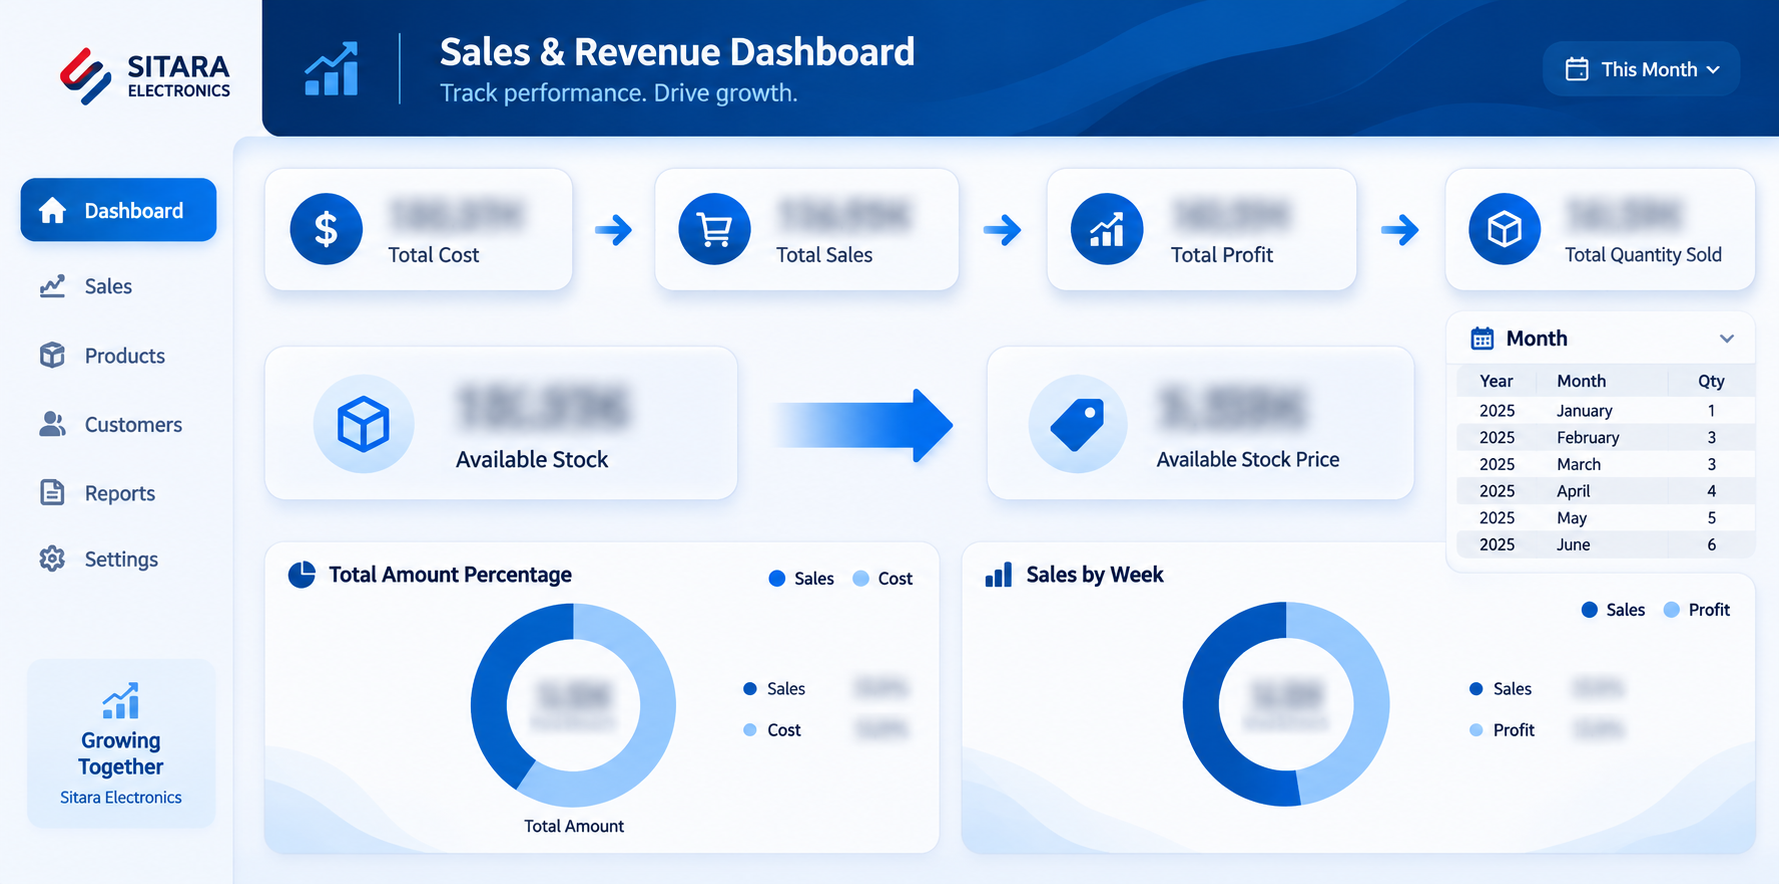 SITARA
ELECTRONICS
Sales & Revenue Dashboard
Track performance. Drive growth.
This Month
Dashboard
Sales
Products
Customers
Reports
Settings
Growing
Together
Sitara Electronics
Total Cost
Total Sales
Total Profit
Total Quantity Sold
Available Stock
Available Stock Price
Month
Year Month Qty
2025 January 1
2025 February 3
2025 March 3
2025 April 4
2025 May 5
2025 June 6
Total Amount Percentage
Sales Cost
Sales
Cost
Total Amount
Sales by Week
Sales Profit
Sales
Profit